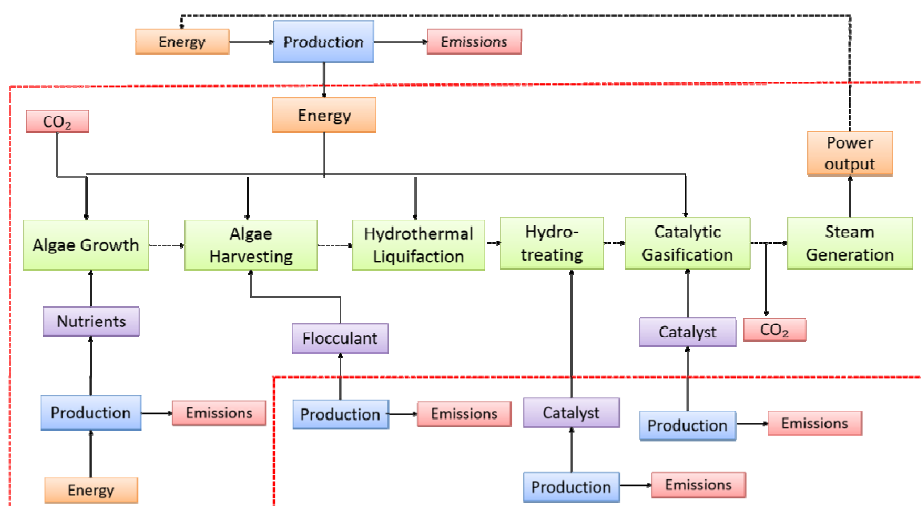 Energy
Production
Emissions
Energy
CO₂
Power
output
Algae Growth
Algae
Harvesting
Hydrothermal
Liquifaction
Hydro-
treating
Catalytic
Gasification
Steam
Generation
Nutrients
Flocculant
Catalyst
CO₂
Production
Emissions
Production
Emissions
Catalyst
Production
Emissions
Energy
Production
Emissions